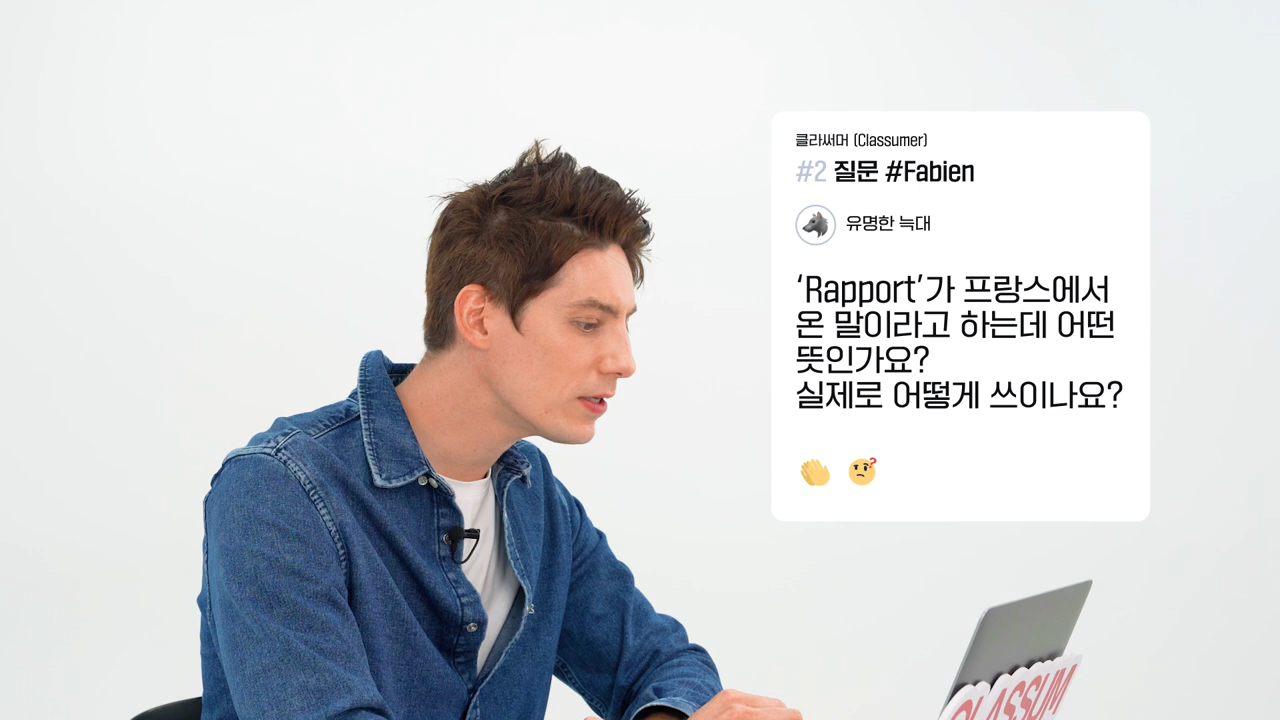 클라써머 (Classumer)
#2 질문 #Fabien
유명한 늑대
‘Rapport’가 프랑스에서
온 말이라고 하는데 어떤
뜻인가요?
실제로 어떻게 쓰이나요?
CLASSUM